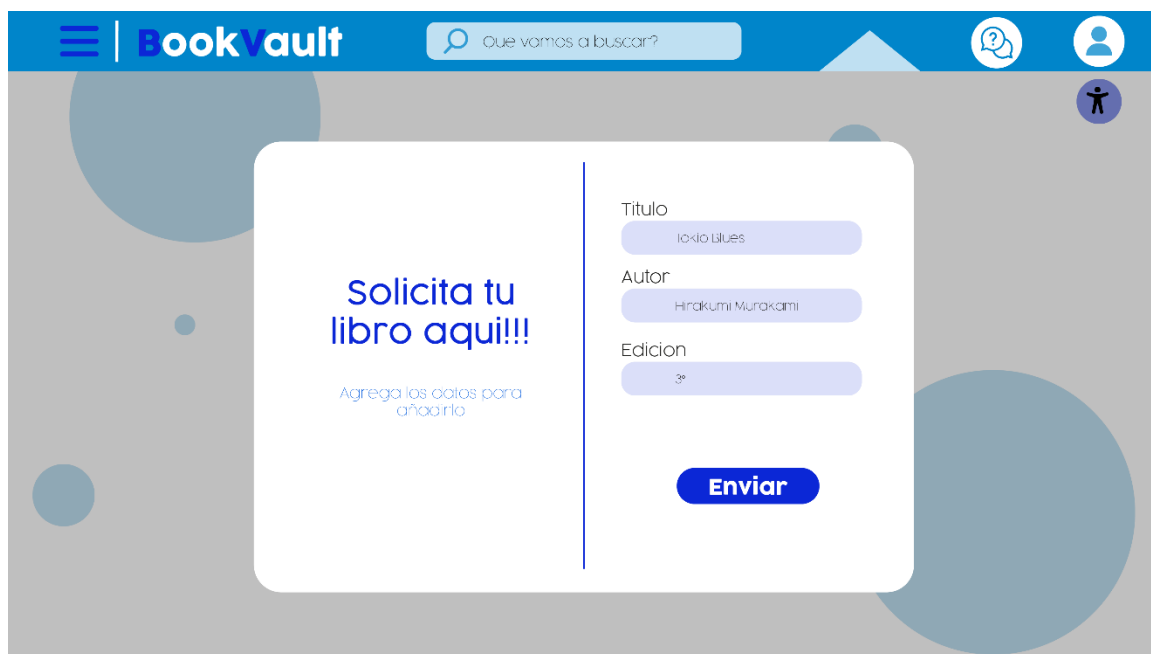 BookVault
Que vamos a buscar?
Solicita tu
libro aqui!!!
Agrega los datos para
añadirlo
Titulo
Tokio Blues
Autor
Hirakumi Murakami
Edicion
3º
Enviar